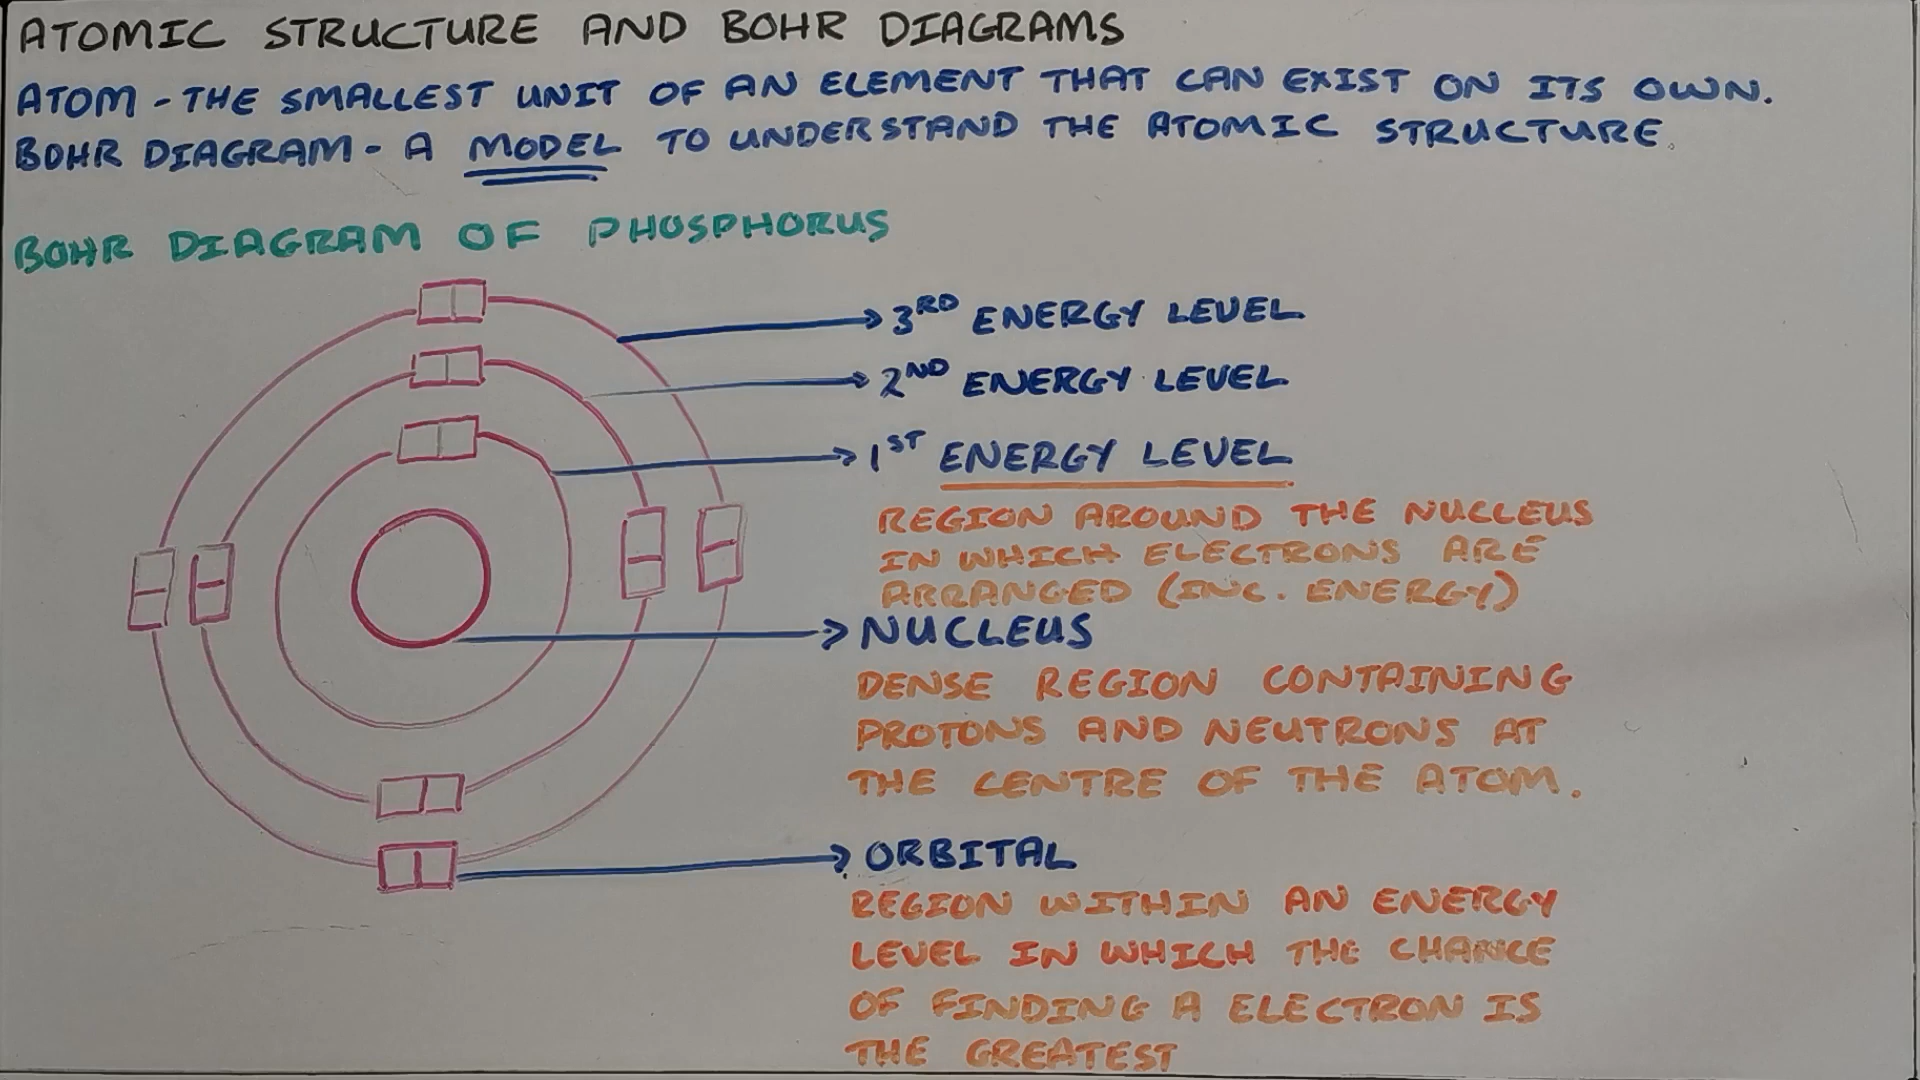 ATOMIC STRUCTURE AND BOHR DIAGRAMS
ATOM - THE SMALLEST UNIT OF AN ELEMENT THAT CAN EXIST ON ITS OWN.
BOHR DIAGRAM - A MODEL TO UNDERSTAND THE ATOMIC STRUCTURE.
BOHR DIAGRAM OF PHOSPHORUS
3RD ENERGY LEVEL
2ND ENERGY LEVEL
1ST ENERGY LEVEL
REGION AROUND THE NUCLEUS
IN WHICH ELECTRONS ARE
ARRANGED (INC. ENERGY)
NUCLEUS
DENSE REGION CONTAINING
PROTONS AND NEUTRONS AT
THE CENTRE OF THE ATOM.
ORBITAL
REGION WITHIN AN ENERGY
LEVEL IN WHICH THE CHANCE
OF FINDING A ELECTRON IS
THE GREATEST